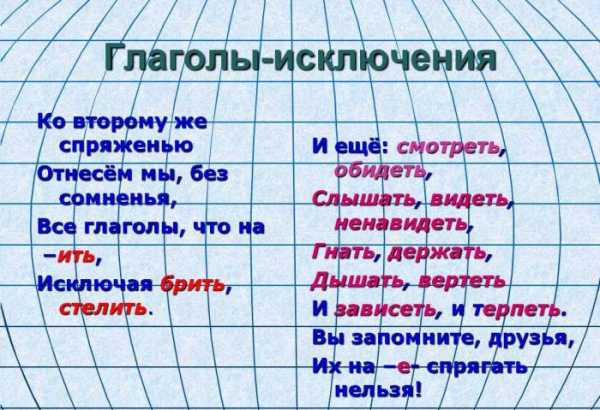 Глаголы-исключения
Ко второму же
спряженью
Отнесём мы, без
сомненья,
Все глаголы, что на
–ить,
Исключая брить,
стелить.
И ещё: смотреть,
обидеть,
Слышать, видеть,
ненавидеть,
Гнать, держать,
Дышать, вертеть
И зависеть, и терпеть.
Вы запомните, друзья,
Их на –е- спрягать
нельзя!